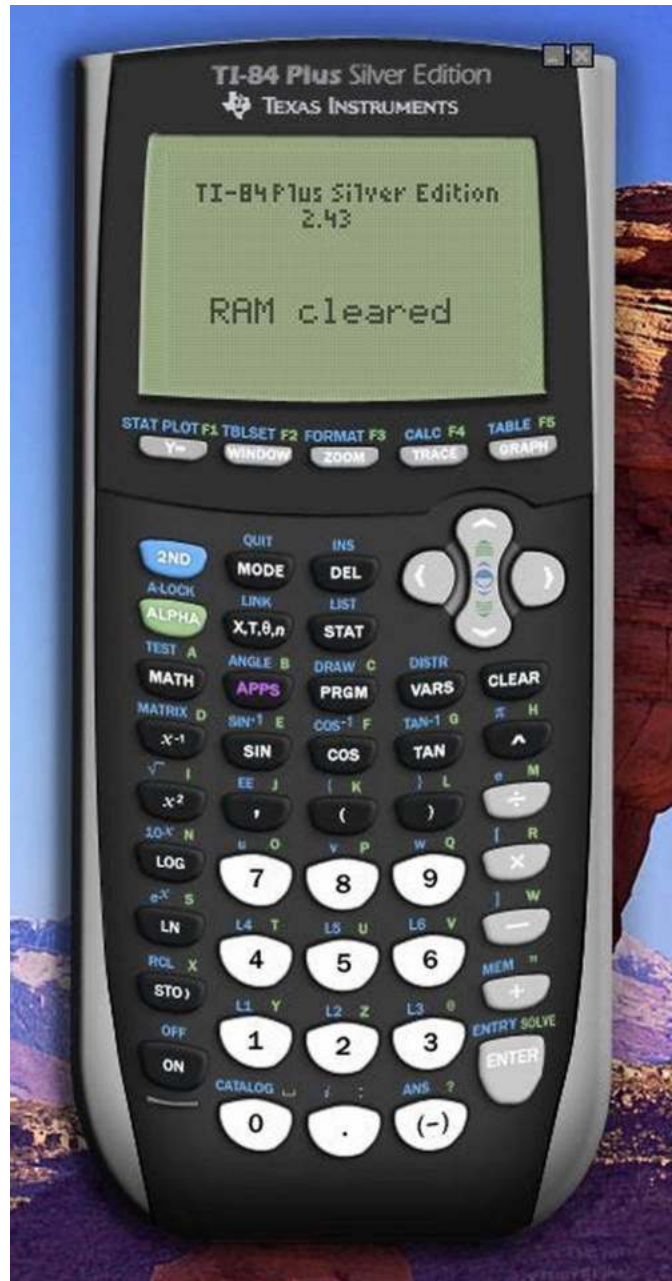 TI-84 Plus Silver Edition
TEXAS INSTRUMENTS
TI-84 Plus Silver Edition
2.43
RAM cleared
STAT PLOT F1 TBLSET F2 FORMAT F3 CALC F4 TABLE F5
Y= WINDOW ZOOM TRACE GRAPH
QUIT INS
2ND MODE DEL
A-LOCK LINK LIST
ALPHA X,T,θ,n STAT
TEST A ANGLE B DRAW C DISTR
MATH APPS PRGM VARS CLEAR
MATRIX D SIN-1 E COS-1 F TAN-1 G π H
x-1 SIN COS TAN ^
√ I EE J { K } L e M
x² , ( ) ÷
10x N u O v P w Q [ R
LOG 7 8 9 ×
ex S L4 T L5 U L6 V ] W
LN 4 5 6 −
RCL X L1 Y L2 Z L3 θ MEM "
STO› 1 2 3 +
OFF CATALOG i : ANS ? ENTRY SOLVE
ON 0 . (-) ENTER